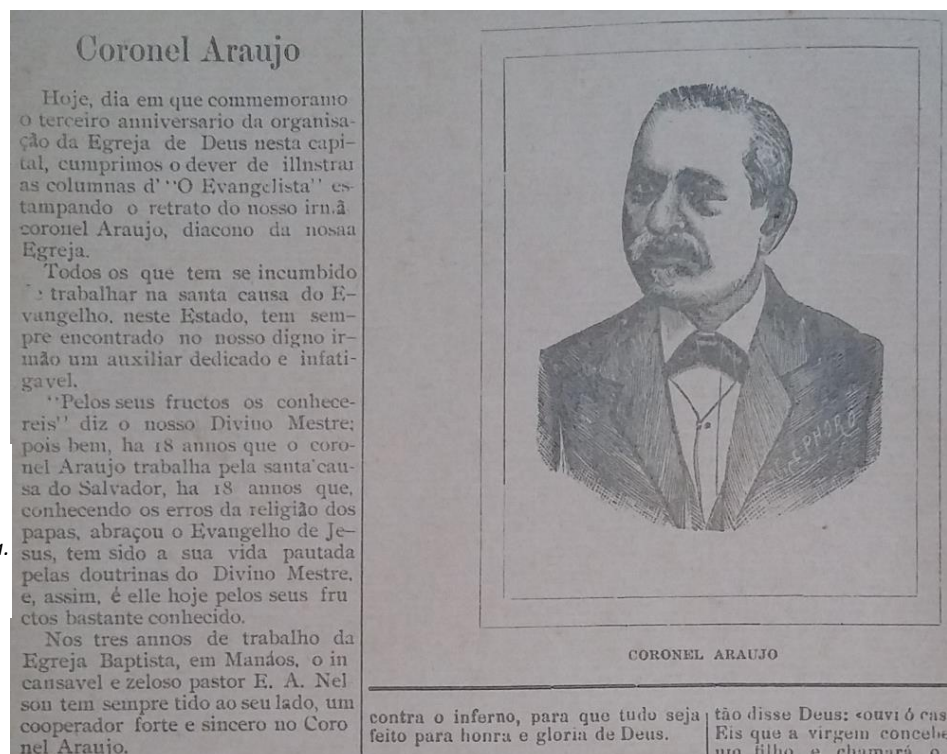 Coronel Araujo
Hoje, dia em que commemoramo
o terceiro anniversario da organisa-
ção da Egreja de Deus nesta capi-
tal, cumprimos o dever de illnstrar
as columnas d' "O Evangelista" es-
tampando o retrato do nosso irn.ã
coronel Araujo, diacono da nosaa
Egreja.
Todos os que tem se incumbido
trabalhar na santa causa do E-
vangelho, neste Estado, tem sem-
pre encontrado no nosso digno ir-
mão um auxiliar dedicado e infati-
gavel.
"Pelos seus fructos os conhece-
reis" diz o nosso Divino Mestre;
pois bem, ha 18 annos que o coro-
nel Araujo trabalha pela santa cau-
sa do Salvador, ha 18 annos que,
conhecendo os erros da religião dos
papas, abraçou o Evangelho de Je-
sus, tem sido a sua vida pautada
pelas doutrinas do Divino Mestre,
e, assim, é elle hoje pelos seus fru
ctos bastante conhecido.
Nos tres annos de trabalho da
Egreja Baptista, em Manáos, o in
cansavel e zeloso pastor E. A. Nel
son tem sempre tido ao seu lado, um
cooperador forte e sincero no Coro
nel Araujo.
CORONEL ARAUJO
contra o inferno, para que tudo seja
feito para honra e gloria de Deus.
tão disse Deus: «ouvi ó cas
Eis que a virgem concebe